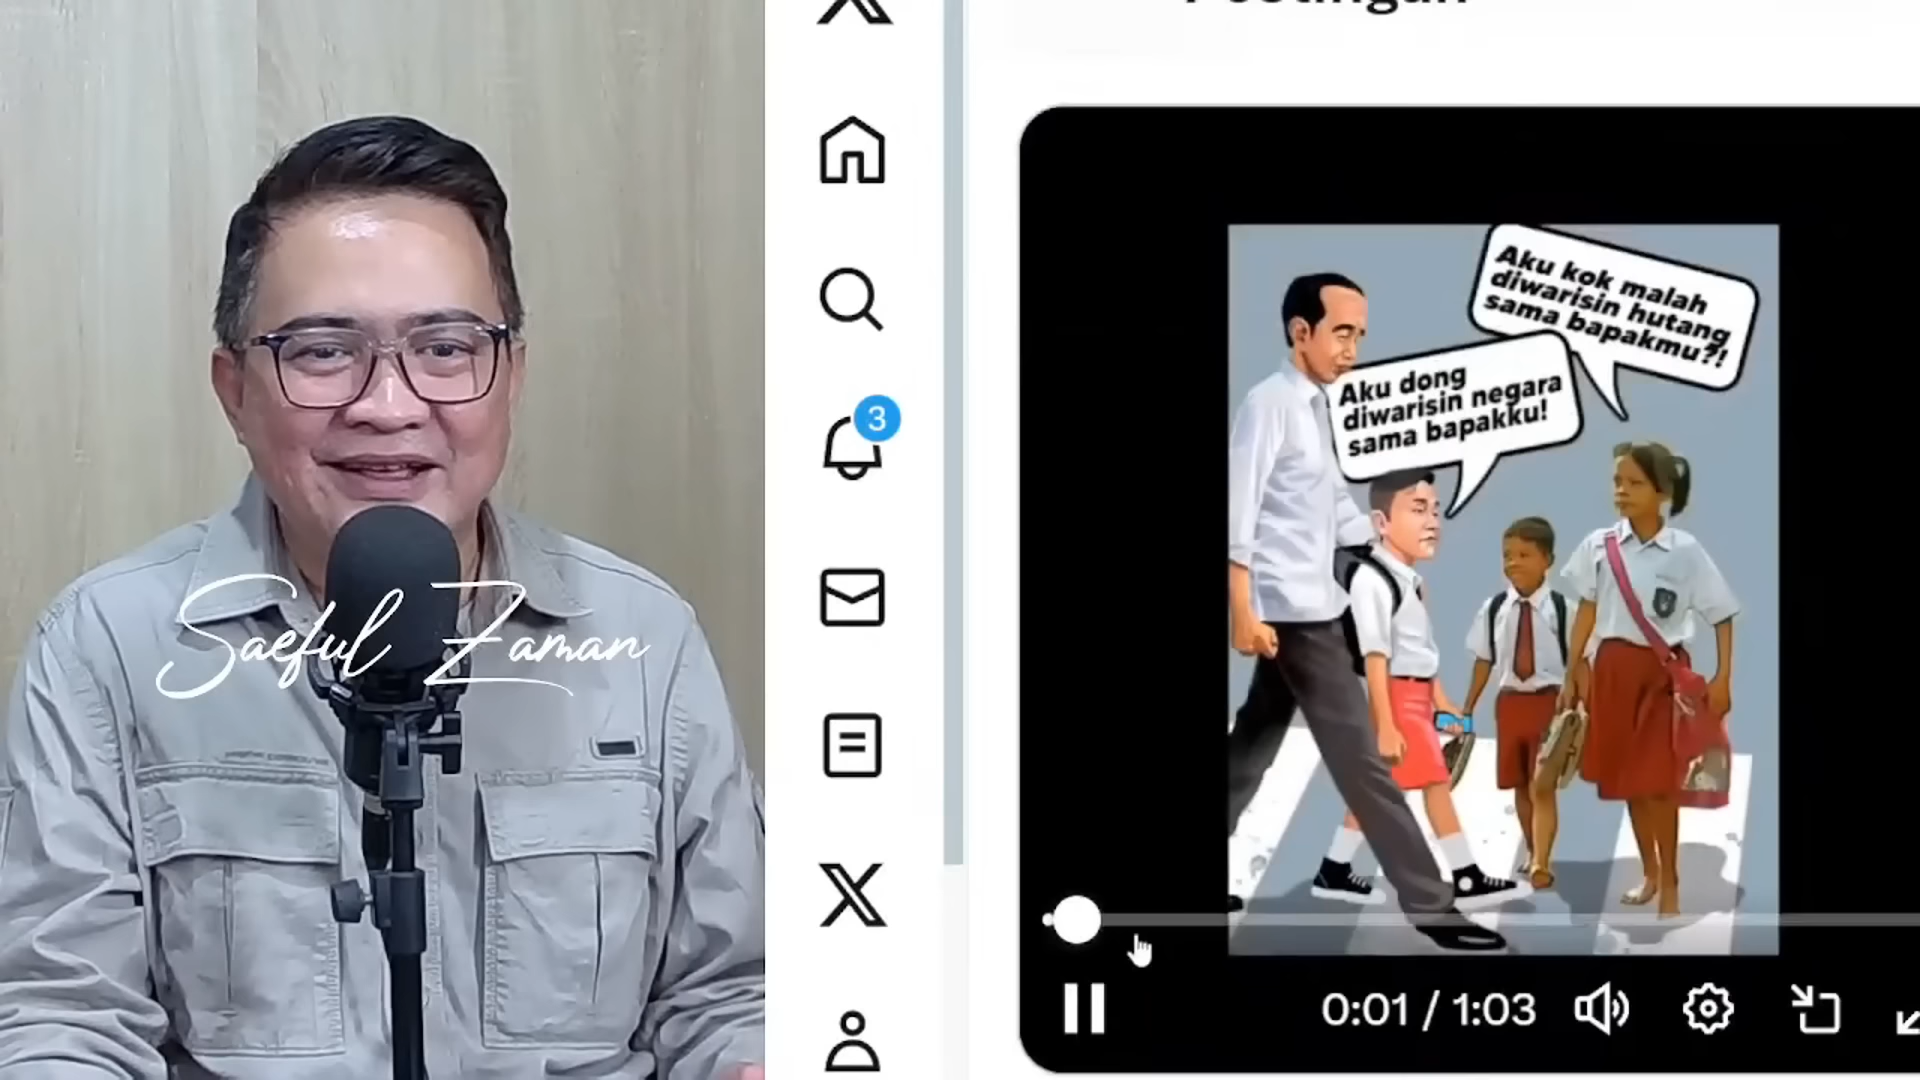 Postingan
3
Aku kok malah
diwarisin hutang
sama bapakmu?!
Aku dong
diwarisin negara
sama bapakku!
Saeful Zaman
0:01 / 1:03